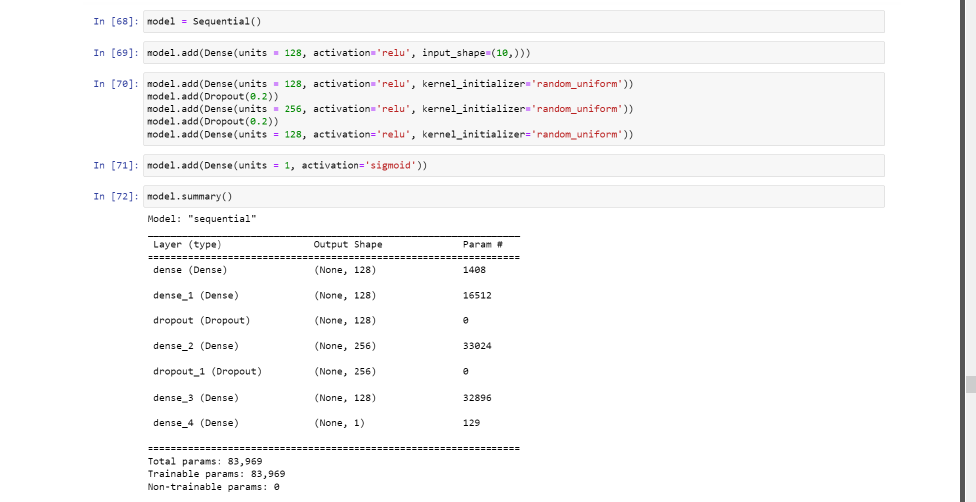 In [68]: model = Sequential()
In [69]: model.add(Dense(units = 128, activation='relu', input_shape=(10,)))
In [70]: model.add(Dense(units = 128, activation='relu', kernel_initializer='random_uniform'))
model.add(Dropout(0.2))
model.add(Dense(units = 256, activation='relu', kernel_initializer='random_uniform'))
model.add(Dropout(0.2))
model.add(Dense(units = 128, activation='relu', kernel_initializer='random_uniform'))
In [71]: model.add(Dense(units = 1, activation='sigmoid'))
In [72]: model.summary()
Model: "sequential"
_________________________________________________________________
Layer (type) Output Shape Param #
=================================================================
dense (Dense) (None, 128) 1408
dense_1 (Dense) (None, 128) 16512
dropout (Dropout) (None, 128) 0
dense_2 (Dense) (None, 256) 33024
dropout_1 (Dropout) (None, 256) 0
dense_3 (Dense) (None, 128) 32896
dense_4 (Dense) (None, 1) 129
=================================================================
Total params: 83,969
Trainable params: 83,969
Non-trainable params: 0